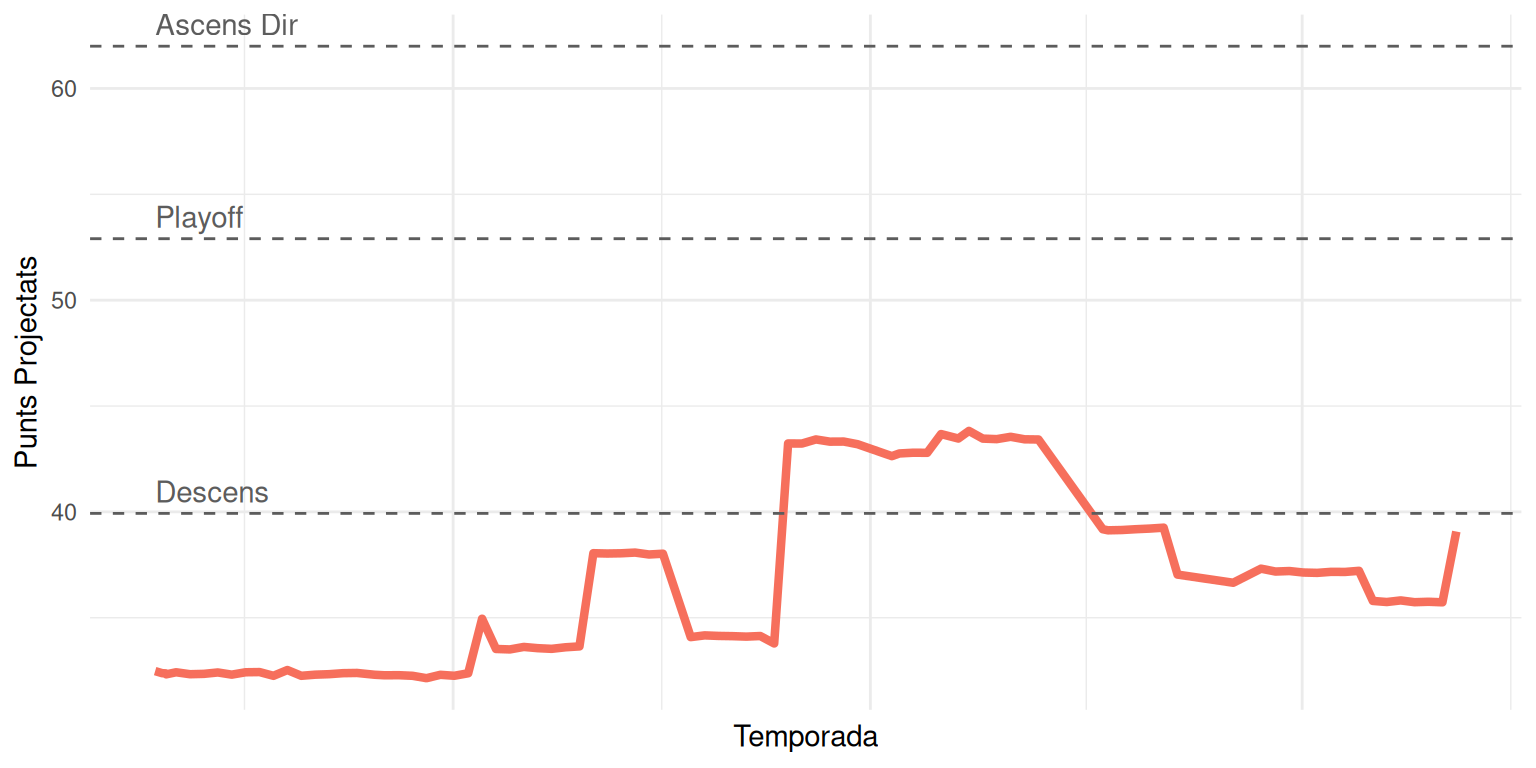 Ascens Dir
60
Playoff
50
Punts Projectats
Descens
40
Temporada